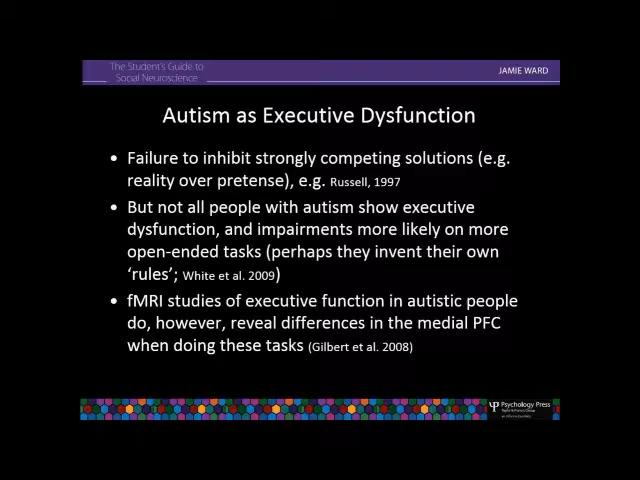 The Student's Guide to
Social Neuroscience
JAMIE WARD
Autism as Executive Dysfunction
• Failure to inhibit strongly competing solutions (e.g.
reality over pretense), e.g. Russell, 1997
• But not all people with autism show executive
dysfunction, and impairments more likely on more
open-ended tasks (perhaps they invent their own
‘rules’; White et al. 2009)
• fMRI studies of executive function in autistic people
do, however, reveal differences in the medial PFC
when doing these tasks (Gilbert et al. 2008)
Psychology Press
Taylor & Francis Group